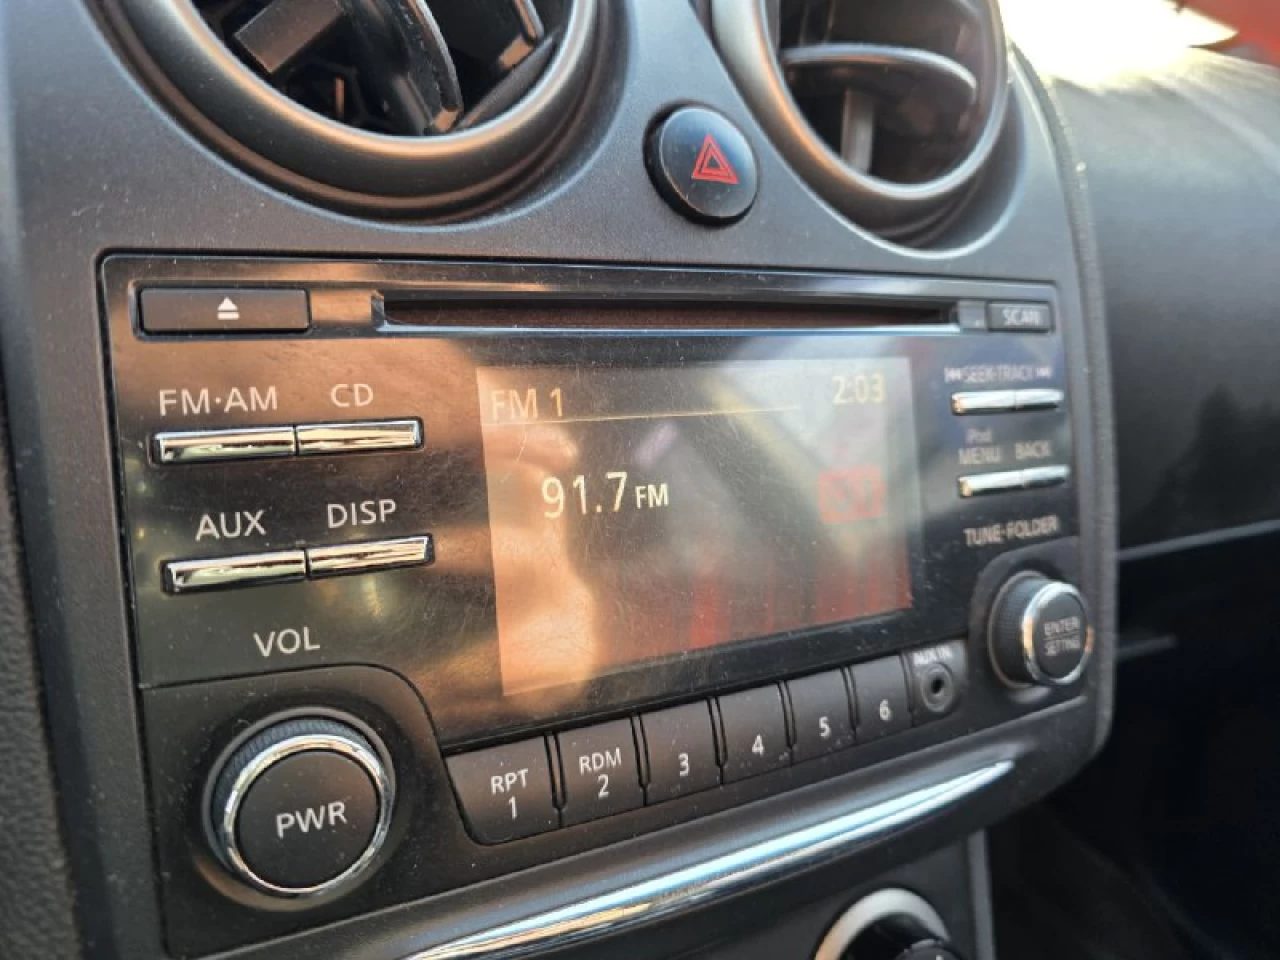 SCAN
FM·AM CD
FM 1 2:03
SEEK·TRACK
91.7 FM
iPod
MENU BACK
AUX DISP
TUNE·FOLDER
VOL
ENTER
SETTING
AUX IN
RPT
1
RDM
2
3
4
5
6
PWR